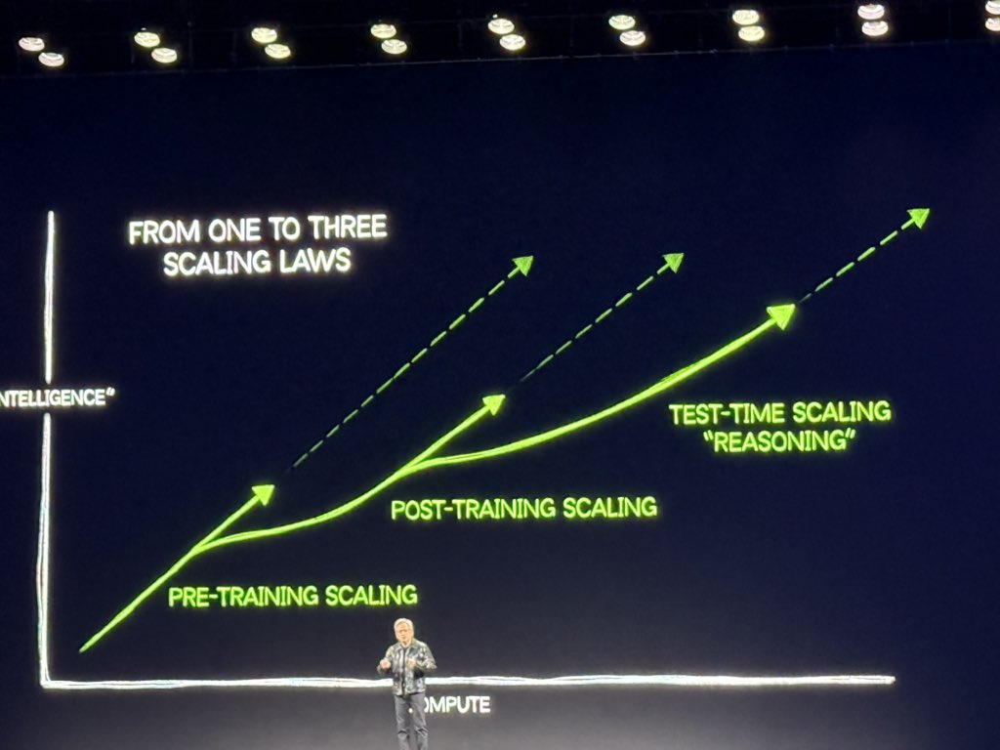 FROM ONE TO THREE
SCALING LAWS
NTELLIGENCE"
TEST-TIME SCALING
"REASONING"
POST-TRAINING SCALING
PRE-TRAINING SCALING
OMPUTE